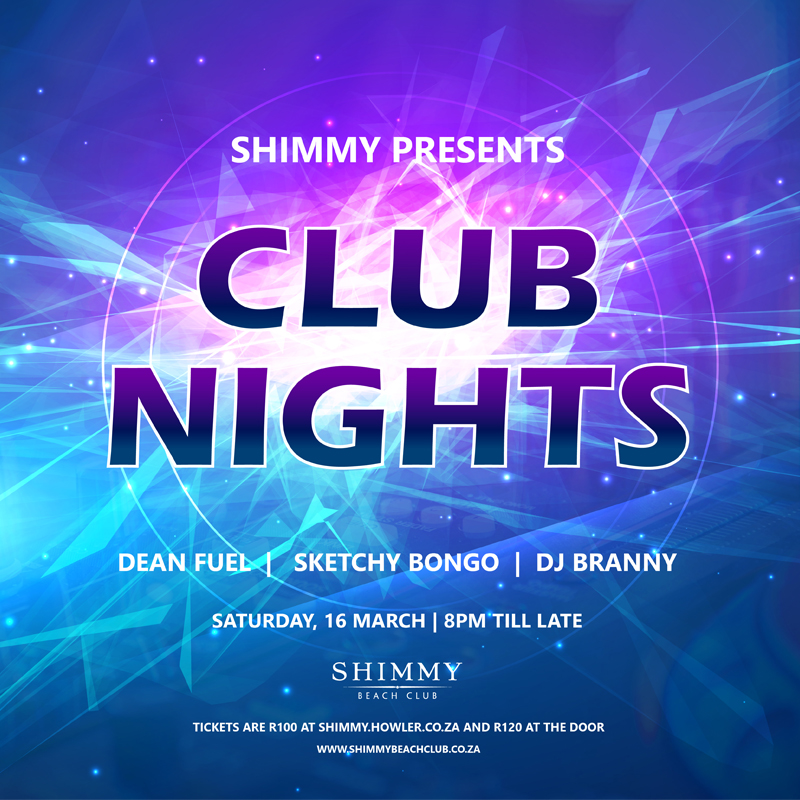 SHIMMY PRESENTS
CLUB
NIGHTS
DEAN FUEL | SKETCHY BONGO | DJ BRANNY
SATURDAY, 16 MARCH | 8PM TILL LATE
SHIMMY
BEACH CLUB
TICKETS ARE R100 AT SHIMMY.HOWLER.CO.ZA AND R120 AT THE DOOR
WWW.SHIMMYBEACHCLUB.CO.ZA